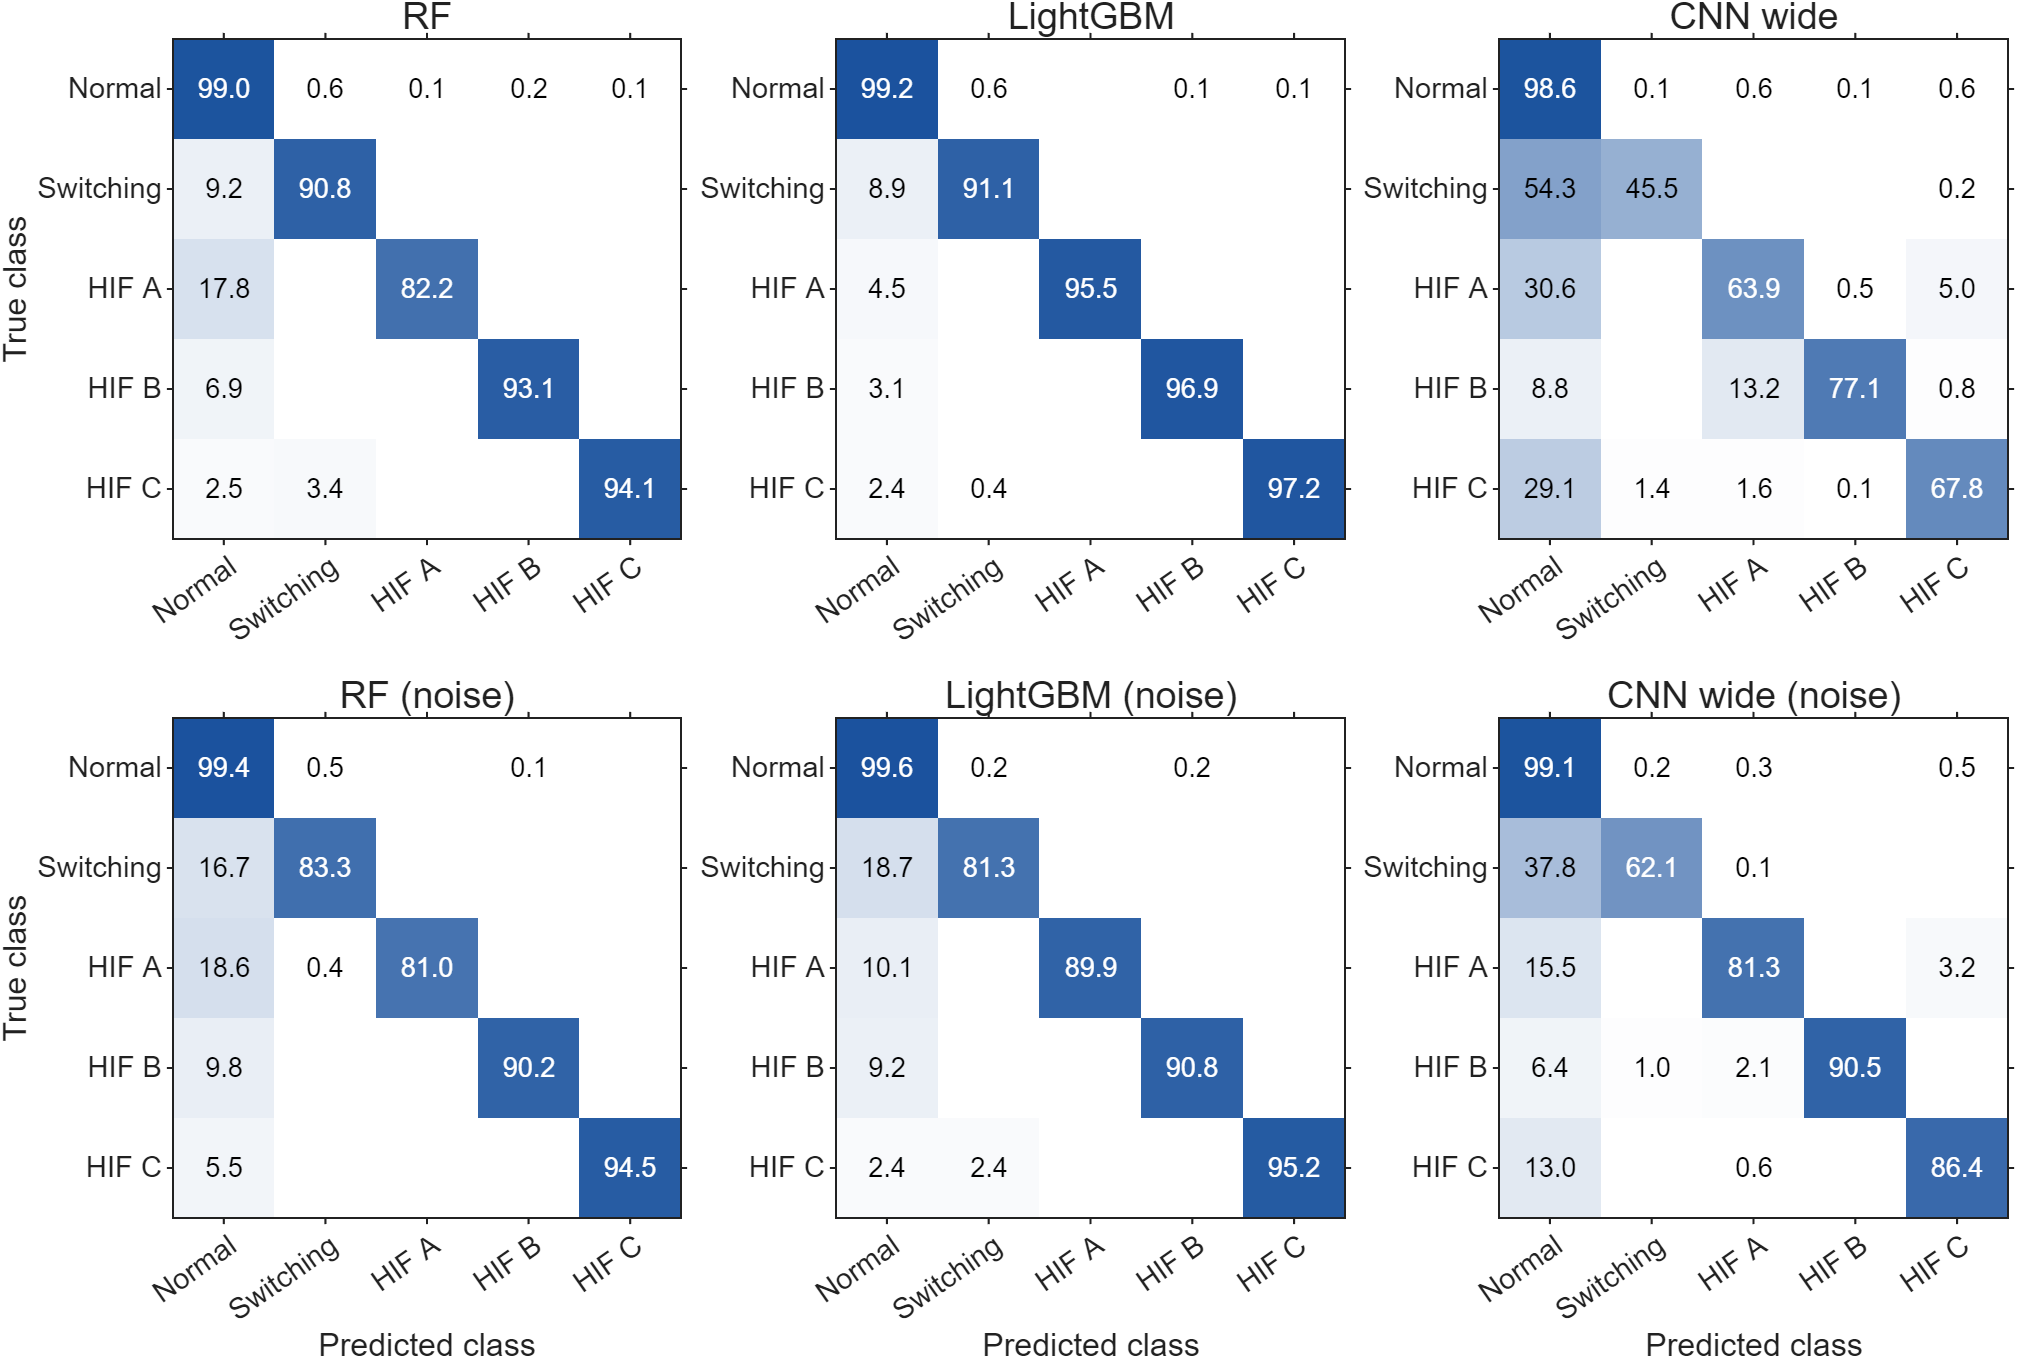 RF
LightGBM
CNN wide
Normal 99.0 0.6 0.1 0.2 0.1
Normal 99.2 0.6 0.1 0.1
Normal 98.6 0.1 0.6 0.1 0.6
Switching 9.2 90.8
Switching 8.9 91.1
Switching 54.3 45.5 0.2
True class
HIF A 17.8 82.2
HIF A 4.5 95.5
HIF A 30.6 63.9 0.5 5.0
HIF B 6.9 93.1
HIF B 3.1 96.9
HIF B 8.8 13.2 77.1 0.8
HIF C 2.5 3.4 94.1
HIF C 2.4 0.4 97.2
HIF C 29.1 1.4 1.6 0.1 67.8
Normal Switching HIF A HIF B HIF C
Normal Switching HIF A HIF B HIF C
Normal Switching HIF A HIF B HIF C
RF (noise)
LightGBM (noise)
CNN wide (noise)
Normal 99.4 0.5 0.1
Normal 99.6 0.2 0.2
Normal 99.1 0.2 0.3 0.5
Switching 16.7 83.3
Switching 18.7 81.3
Switching 37.8 62.1 0.1
True class
HIF A 18.6 0.4 81.0
HIF A 10.1 89.9
HIF A 15.5 81.3 3.2
HIF B 9.8 90.2
HIF B 9.2 90.8
HIF B 6.4 1.0 2.1 90.5
HIF C 5.5 94.5
HIF C 2.4 2.4 95.2
HIF C 13.0 0.6 86.4
Normal Switching HIF A HIF B HIF C
Normal Switching HIF A HIF B HIF C
Normal Switching HIF A HIF B HIF C
Predicted class
Predicted class
Predicted class